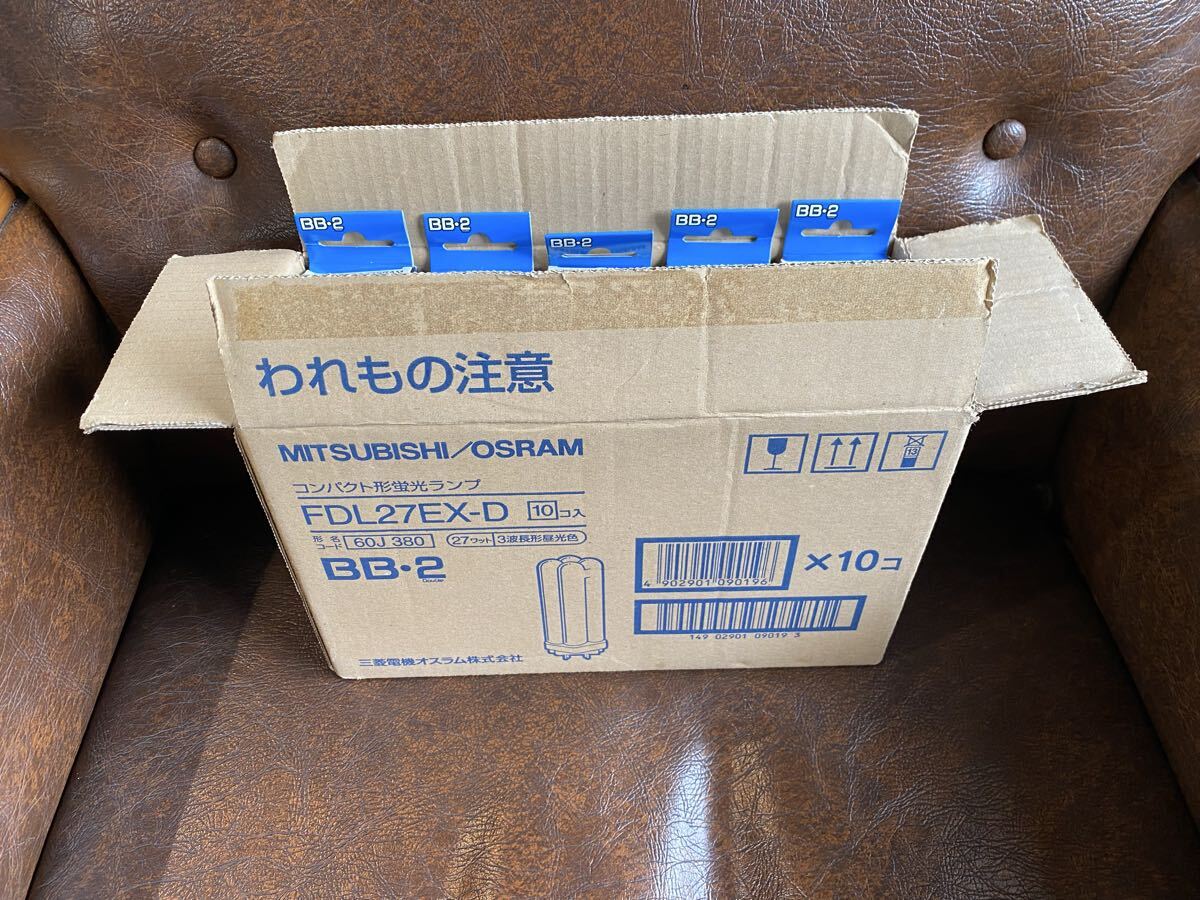 BB・2
BB・2
BB・2
BB・2
BB・2
われもの注意
MITSUBISHI/OSRAM
コンパクト形蛍光ランプ
FDL27EX-D 10コ入
形名コード 60J 380 27ワット 3波長形昼光色
BB・2
三菱電機オスラム株式会社
13
4 902901 090196
×10コ
149 02901 09019 3